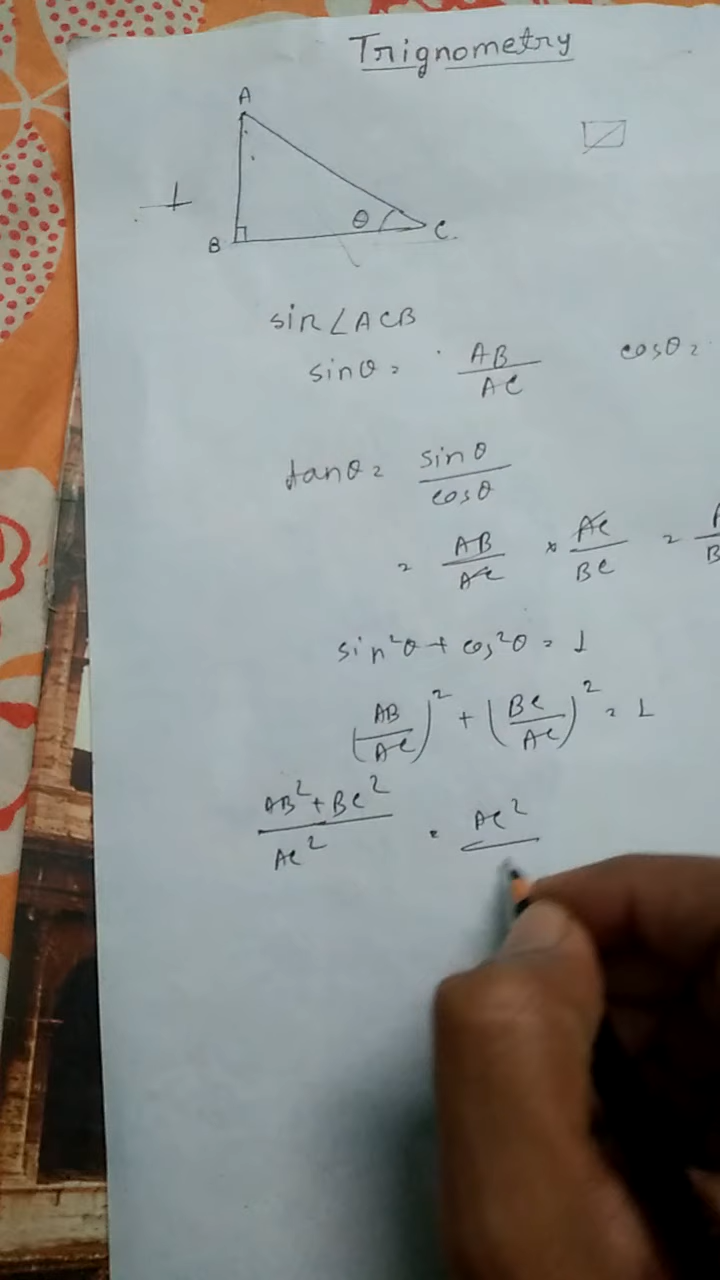 Trignometry
A
B
θ
C
sin ∠ACB
sinθ = AB/AC cosθ =
tanθ = sinθ/cosθ
= AB/AC × AC/BC =
sin²θ + cos²θ = 1
(AB/AC)² + (BC/AC)² = 1
AB² + BC²/AC² = AC²